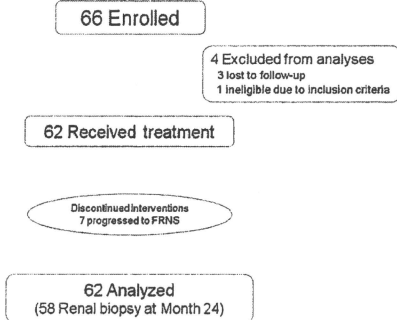 66 Enrolled
4 Excluded from analyses
3 lost to follow-up
1 ineligible due to inclusion criteria
62 Received treatment
Discontinued interventions
7 progressed to FRNS
62 Analyzed
(58 Renal biopsy at Month 24)